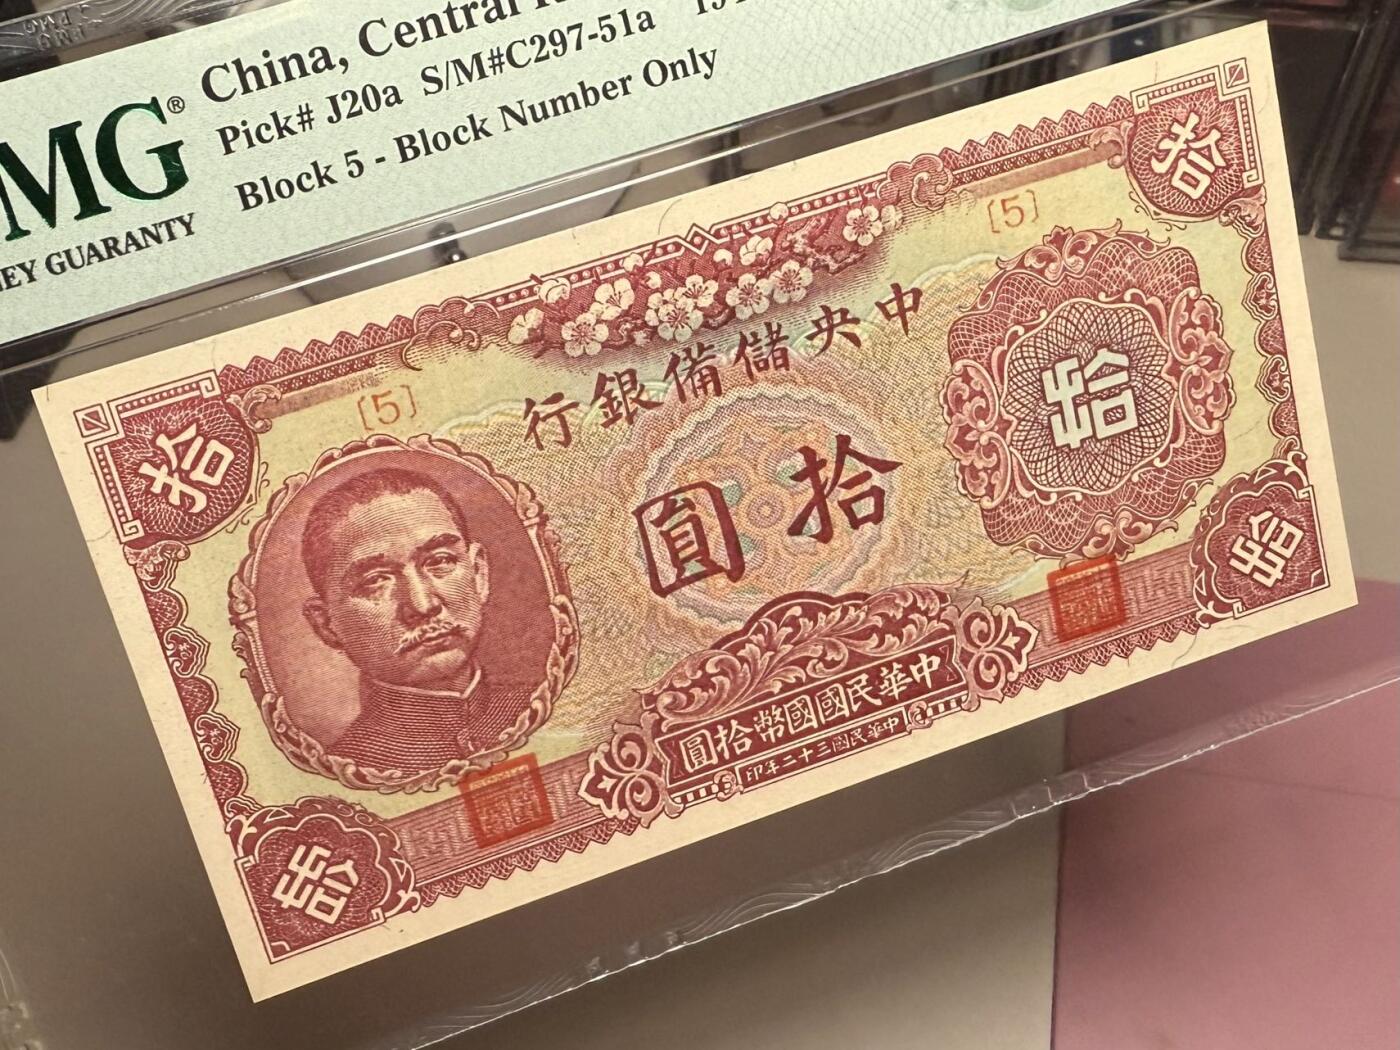 China, Central
MG®
Pick# J20a S/M#C297-51a
Block 5 - Block Number Only
EY GUARANTY
拾
[5]
[5]
拾
中央儲備銀行
拾圓
拾
中華民國國幣拾圓
中華民國三十二年印
拾
拾